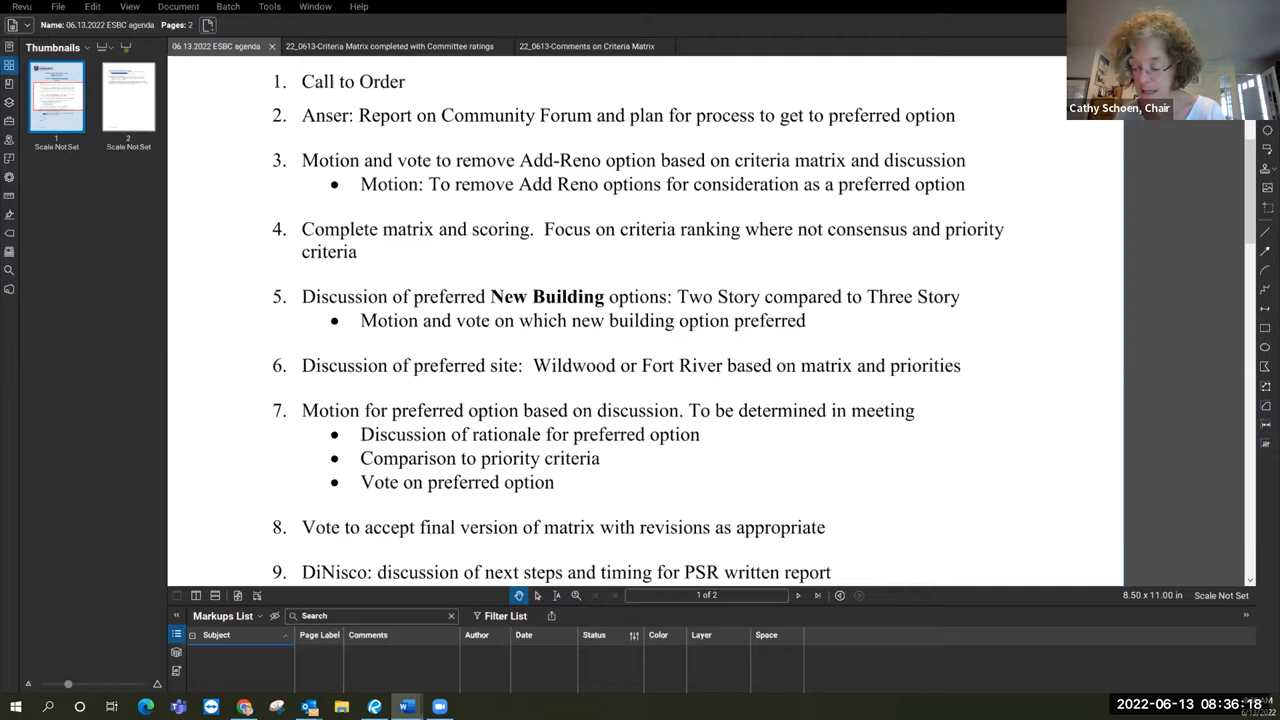 Revu File Edit View Document Batch Tools Window Help
Name: 06.13.2022 ESBC agenda Pages: 2
Thumbnails
06.13.2022 ESBC agenda 22_0613-Criteria Matrix completed with Committee ratings 22_0613-Comments on Criteria Matrix
1
Scale Not Set
2
Scale Not Set
Cathy Schoen, Chair
1. Call to Order
2. Anser: Report on Community Forum and plan for process to get to preferred option
3. Motion and vote to remove Add-Reno option based on criteria matrix and discussion
• Motion: To remove Add Reno options for consideration as a preferred option
4. Complete matrix and scoring. Focus on criteria ranking where not consensus and priority
criteria
5. Discussion of preferred New Building options: Two Story compared to Three Story
• Motion and vote on which new building option preferred
6. Discussion of preferred site: Wildwood or Fort River based on matrix and priorities
7. Motion for preferred option based on discussion. To be determined in meeting
• Discussion of rationale for preferred option
• Comparison to priority criteria
• Vote on preferred option
8. Vote to accept final version of matrix with revisions as appropriate
9. DiNisco: discussion of next steps and timing for PSR written report
1 of 2
8.50 x 11.00 in Scale Not Set
Markups List Search Filter List
Subject Page Label Comments Author Date Status Color Layer Space
2022-06-13 08:36:18
6/13/2022